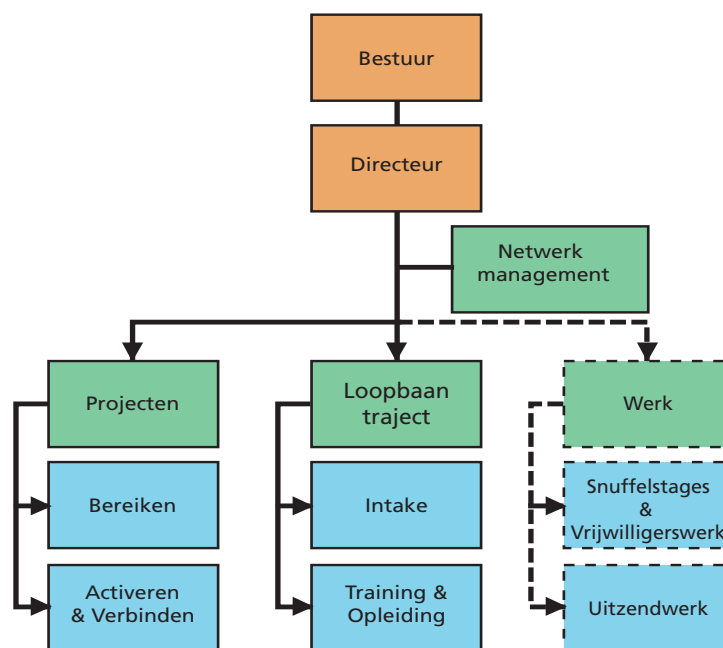 Bestuur
Directeur
Netwerk
management
Projecten
Loopbaan
traject
Werk
Bereiken
Intake
Snuffelstages
&
Vrijwilligerswerk
Activeren
& Verbinden
Training &
Opleiding
Uitzendwerk